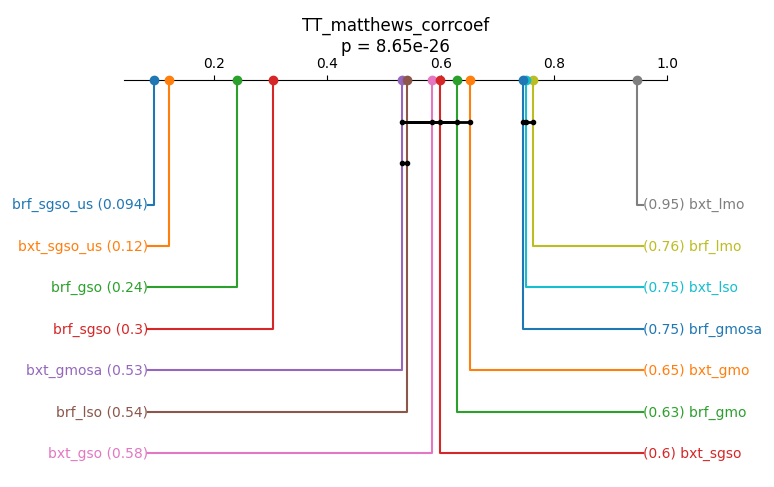 TT_matthews_corrcoef
p = 8.65e-26
0.2 0.4 0.6 0.8 1.0
brf_sgso_us (0.094) (0.95) bxt_lmo
bxt_sgso_us (0.12) (0.76) brf_lmo
brf_gso (0.24) (0.75) bxt_lso
brf_sgso (0.3) (0.75) brf_gmosa
bxt_gmosa (0.53) (0.65) bxt_gmo
brf_lso (0.54) (0.63) brf_gmo
bxt_gso (0.58) (0.6) bxt_sgso